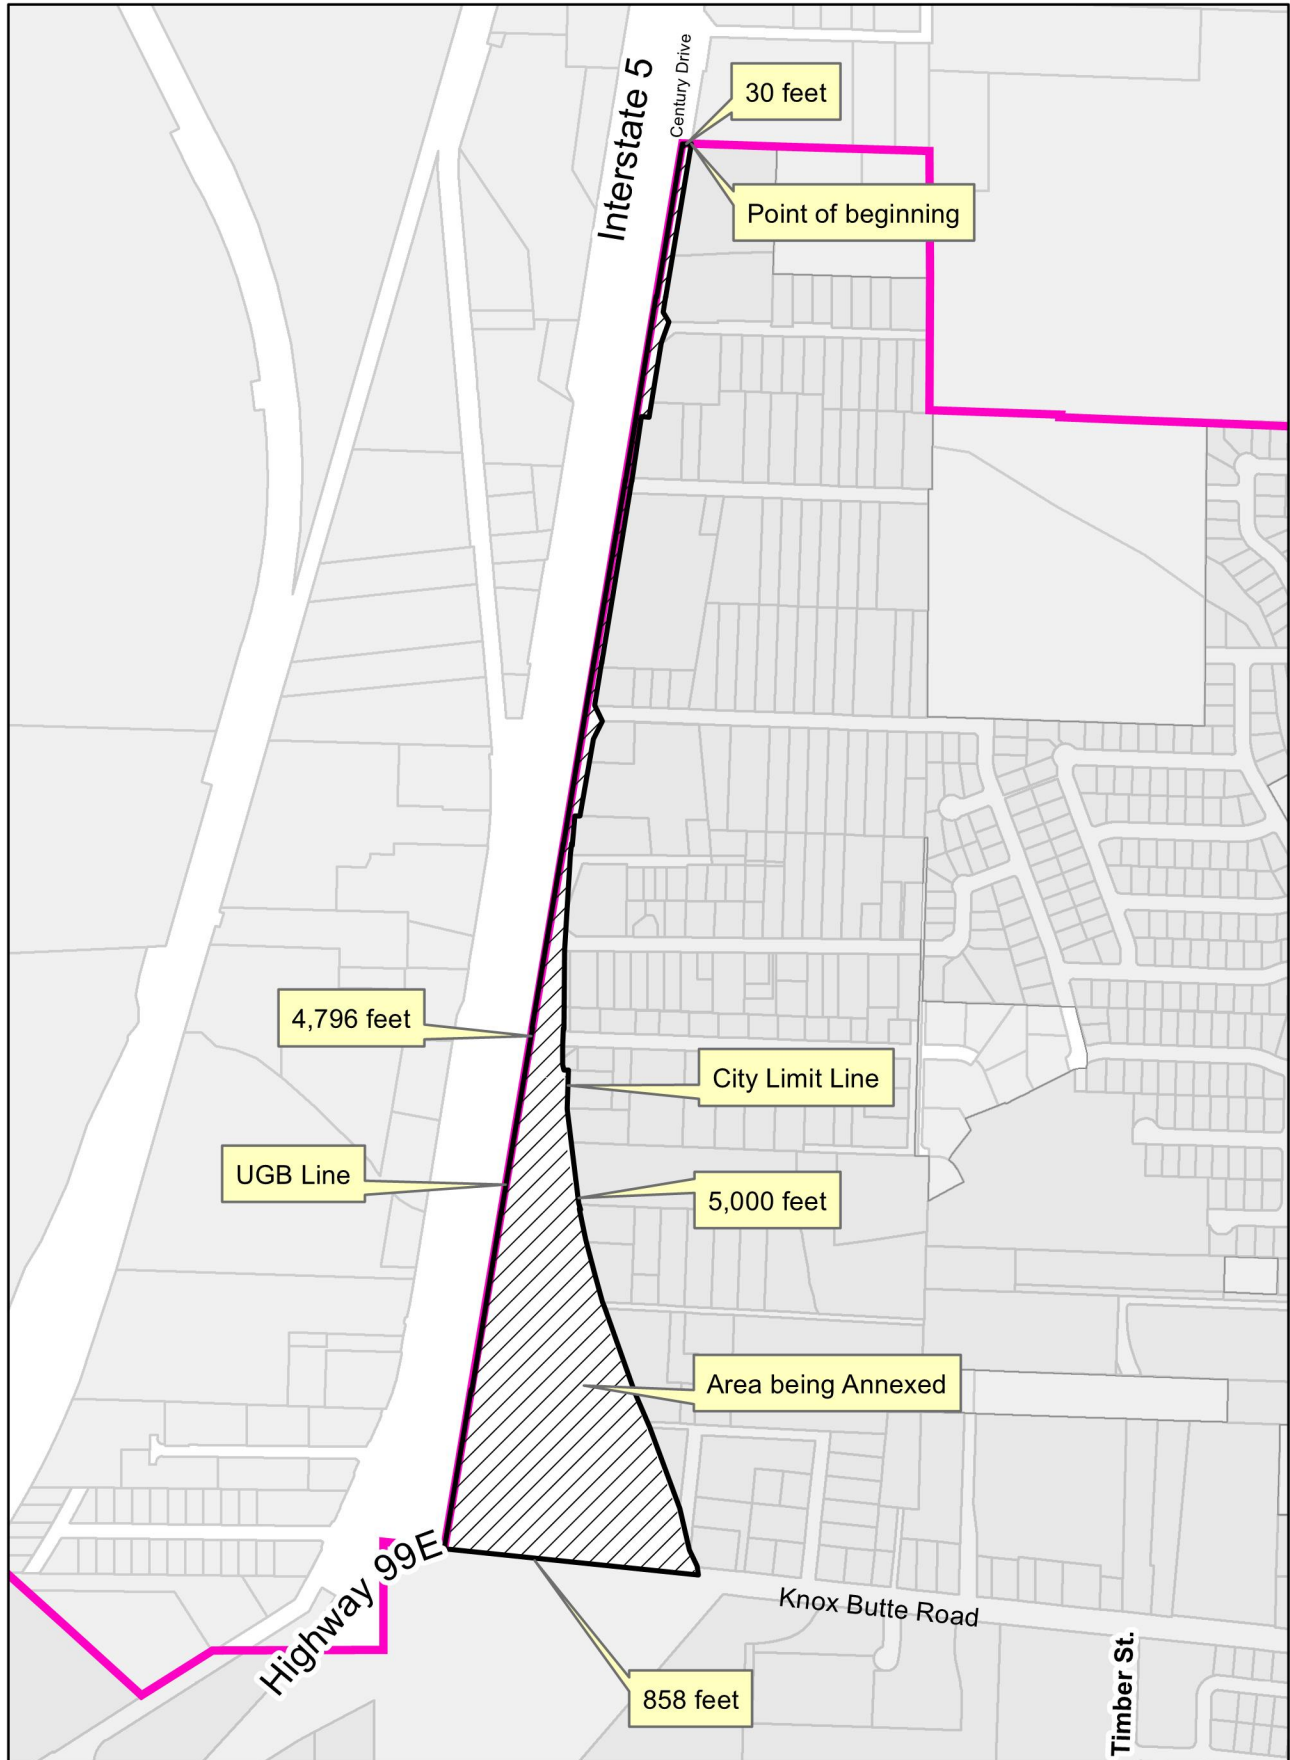 Interstate 5
Century Drive
30 feet
Point of beginning
4,796 feet
City Limit Line
UGB Line
5,000 feet
Area being Annexed
Highway 99E
Knox Butte Road
Timber St.
858 feet